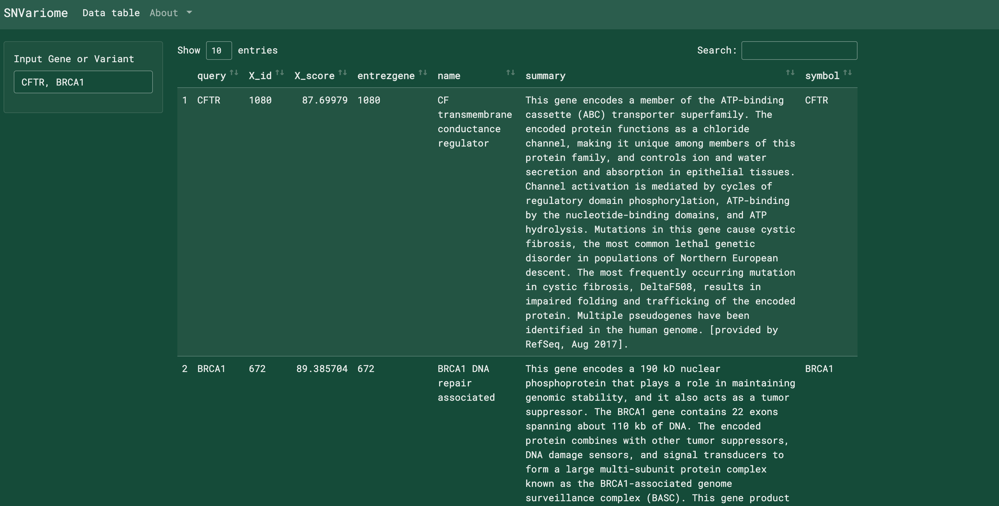 SNVariome Data table About
Input Gene or Variant
CFTR, BRCA1
Show 10 entries
Search:
query X_id X_score entrezgene name summary symbol
1 CFTR 1080 87.69979 1080
CF
transmembrane
conductance
regulator
This gene encodes a member of the ATP-binding
cassette (ABC) transporter superfamily. The
encoded protein functions as a chloride
channel, making it unique among members of this
protein family, and controls ion and water
secretion and absorption in epithelial tissues.
Channel activation is mediated by cycles of
regulatory domain phosphorylation, ATP-binding
by the nucleotide-binding domains, and ATP
hydrolysis. Mutations in this gene cause cystic
fibrosis, the most common lethal genetic
disorder in populations of Northern European
descent. The most frequently occurring mutation
in cystic fibrosis, DeltaF508, results in
impaired folding and trafficking of the encoded
protein. Multiple pseudogenes have been
identified in the human genome. [provided by
RefSeq, Aug 2017].
CFTR
2 BRCA1 672 89.385704 672
BRCA1 DNA
repair
associated
This gene encodes a 190 kD nuclear
phosphoprotein that plays a role in maintaining
genomic stability, and it also acts as a tumor
suppressor. The BRCA1 gene contains 22 exons
spanning about 110 kb of DNA. The encoded
protein combines with other tumor suppressors,
DNA damage sensors, and signal transducers to
form a large multi-subunit protein complex
known as the BRCA1-associated genome
surveillance complex (BASC). This gene product
BRCA1